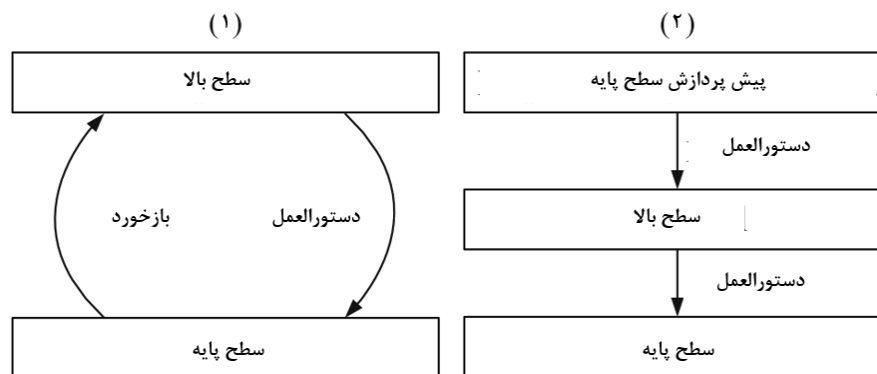 (۱)
سطح بالا
بازخورد
دستورالعمل
سطح پایه
(۲)
پیش پردازش سطح پایه
دستورالعمل
سطح بالا
دستورالعمل
سطح پایه